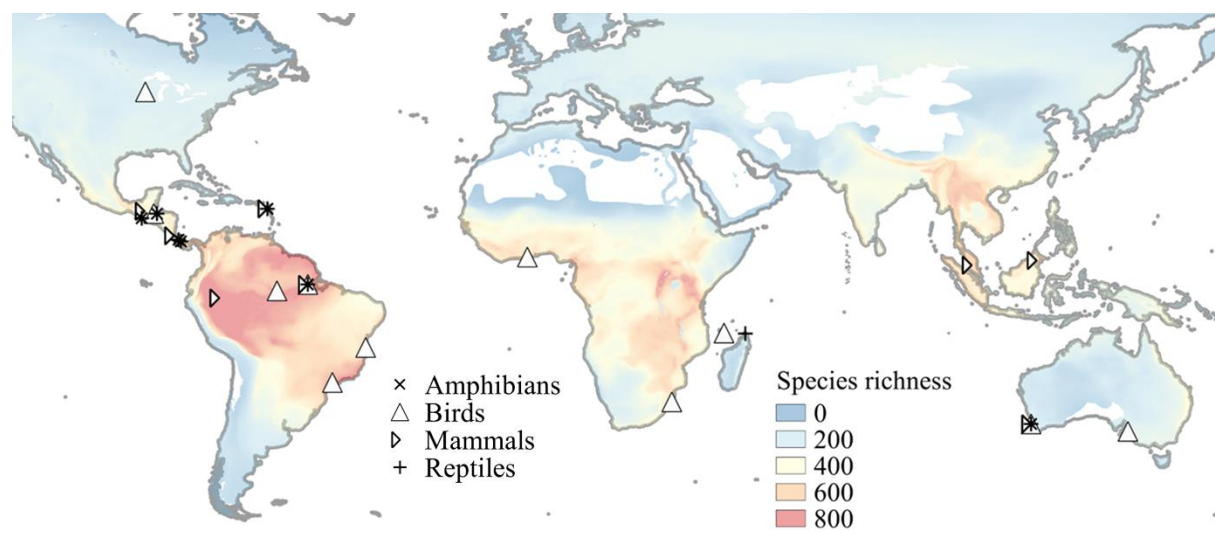 Amphibians
Birds
Mammals
Reptiles
Species richness
0
200
400
600
800